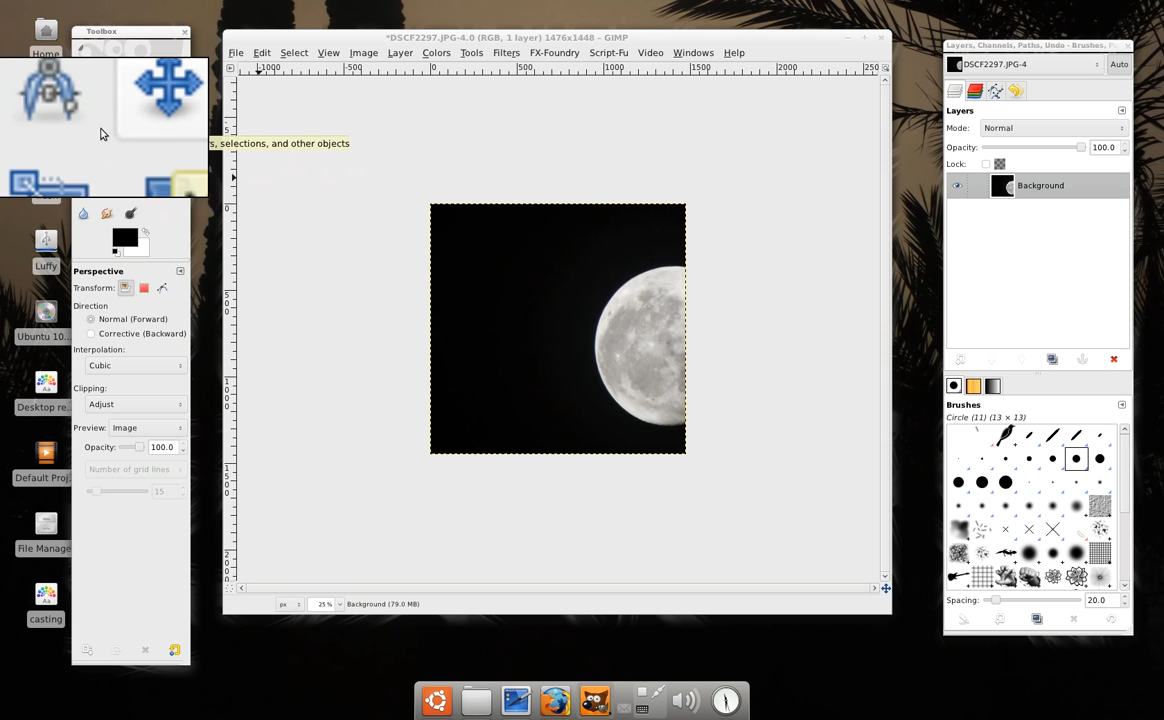 Home
Toolbox
Luffy
Ubuntu 10...
Desktop re...
Default Proj...
File Manage
casting
Perspective
Transform:
Direction
Normal (Forward)
Corrective (Backward)
Interpolation:
Cubic
Clipping:
Adjust
Preview: Image
Opacity: 100.0
Number of grid lines
15
*DSCF2297.JPG-4.0 (RGB, 1 layer) 1476x1448 – GIMP
File Edit Select View Image Layer Colors Tools Filters FX-Foundry Script-Fu Video Windows Help
-1000 -500 0 500 1000 1500 2000 250
s, selections, and other objects
0
500
1000
1500
px 25% Background (79.0 MB)
Layers, Channels, Paths, Undo - Brushes, P
DSCF2297.JPG-4 Auto
Layers
Mode: Normal
Opacity: 100.0
Lock:
Background
Brushes
Circle (11) (13 × 13)
Spacing: 20.0